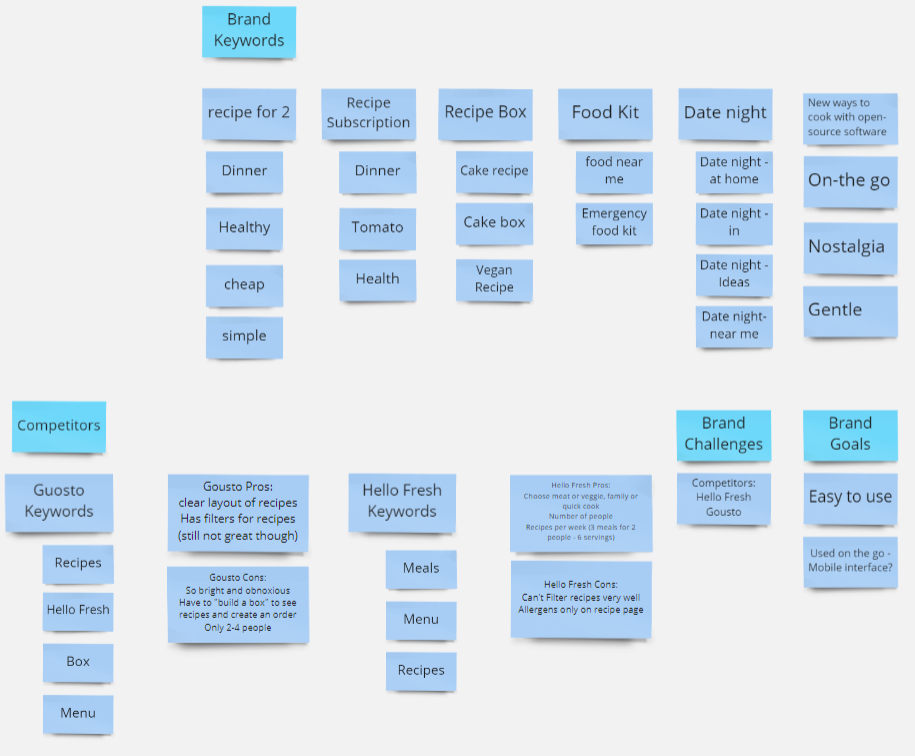 Brand
Keywords
recipe for 2
Dinner
Healthy
cheap
simple
Recipe
Subscription
Dinner
Tomato
Health
Recipe Box
Cake recipe
Cake box
Vegan
Recipe
Food Kit
food near
me
Emergency
food kit
Date night
Date night -
at home
Date night -
in
Date night -
Ideas
Date night-
near me
New ways to
cook with open-
source software
On-the go
Nostalgia
Gentle
Competitors
Guosto
Keywords
Recipes
Hello Fresh
Box
Menu
Gousto Pros:
clear layout of recipes
Has filters for recipes
(still not great though)
Gousto Cons:
So bright and obnoxious
Have to "build a box" to see
recipes and create an order
Only 2-4 people
Hello Fresh
Keywords
Meals
Menu
Recipes
Hello Fresh Pros:
Choose meat or veggie, family or
quick cook
Number of people
Recipes per week (3 meals for 2
people - 6 servings)
Hello Fresh Cons:
Can't Filter recipes very well
Allergens only on recipe page
Brand
Challenges
Competitors:
Hello Fresh
Gousto
Brand
Goals
Easy to use
Used on the go -
Mobile interface?